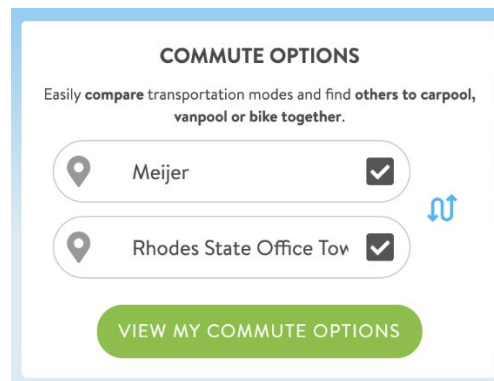 COMMUTE OPTIONS
Easily compare transportation modes and find others to carpool,
vanpool or bike together.
Meijer
Rhodes State Office Tow
VIEW MY COMMUTE OPTIONS